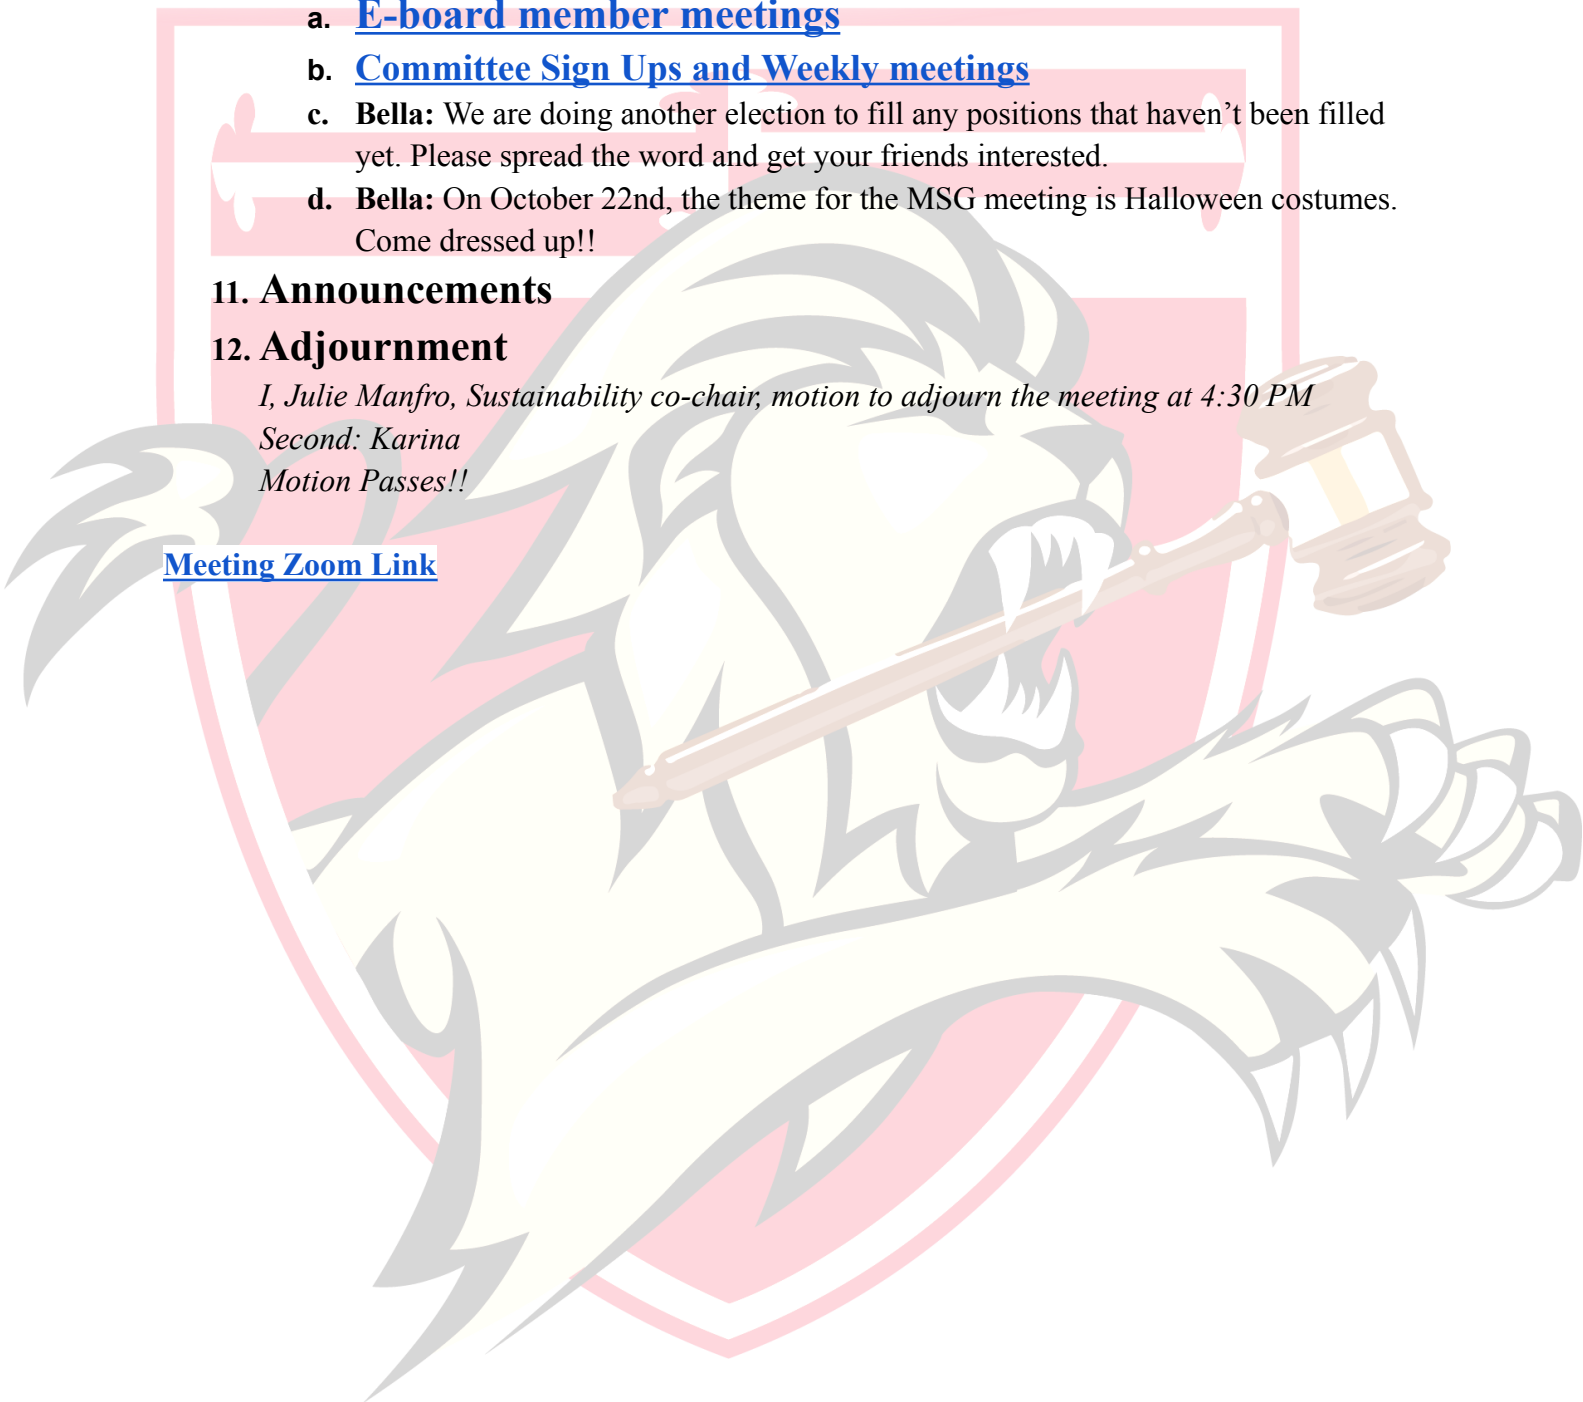 a. E-board member meetings
b. Committee Sign Ups and Weekly meetings
c. Bella: We are doing another election to fill any positions that haven’t been filled
yet. Please spread the word and get your friends interested.
d. Bella: On October 22nd, the theme for the MSG meeting is Halloween costumes.
Come dressed up!!
11. Announcements
12. Adjournment
I, Julie Manfro, Sustainability co-chair, motion to adjourn the meeting at 4:30 PM
Second: Karina
Motion Passes!!
Meeting Zoom Link